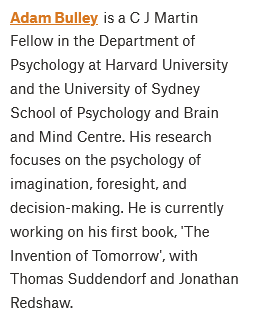 Adam Bulley is a C J Martin
Fellow in the Department of
Psychology at Harvard University
and the University of Sydney
School of Psychology and Brain
and Mind Centre. His research
focuses on the psychology of
imagination, foresight, and
decision-making. He is currently
working on his first book, 'The
Invention of Tomorrow', with
Thomas Suddendorf and Jonathan
Redshaw.